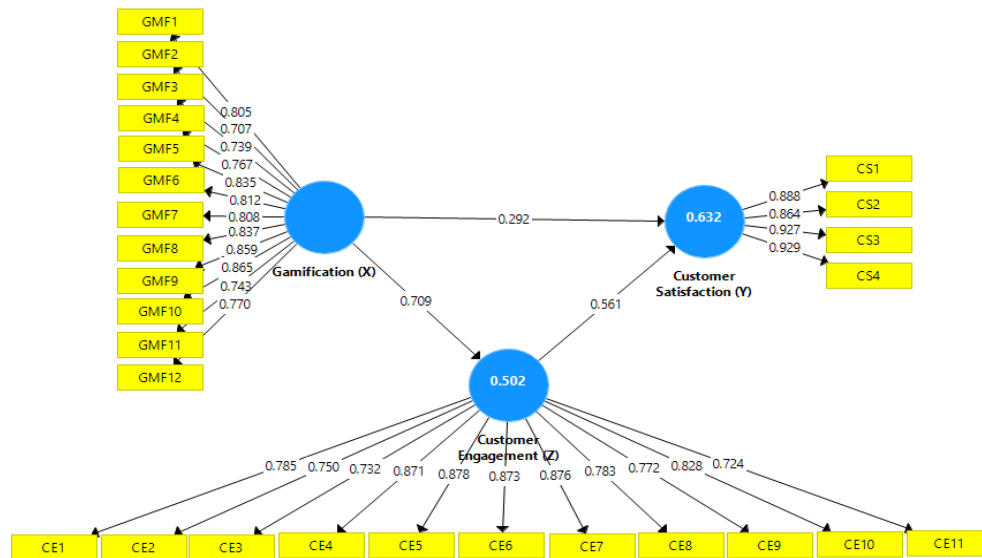 GMF1
GMF2
GMF3
GMF4
GMF5
GMF6
GMF7
GMF8
GMF9
GMF10
GMF11
GMF12
0.805
0.707
0.739
0.767
0.835
0.812
0.808
0.837
0.859
0.865
0.743
0.770
Gamification (X)
0.292
0.709
0.561
0.632
Customer
Satisfaction (Y)
0.888
0.864
0.927
0.929
CS1
CS2
CS3
CS4
0.502
Customer
Engagement (Z)
0.785
0.750
0.732
0.871
0.878
0.873
0.876
0.783
0.772
0.828
0.724
CE1
CE2
CE3
CE4
CE5
CE6
CE7
CE8
CE9
CE10
CE11